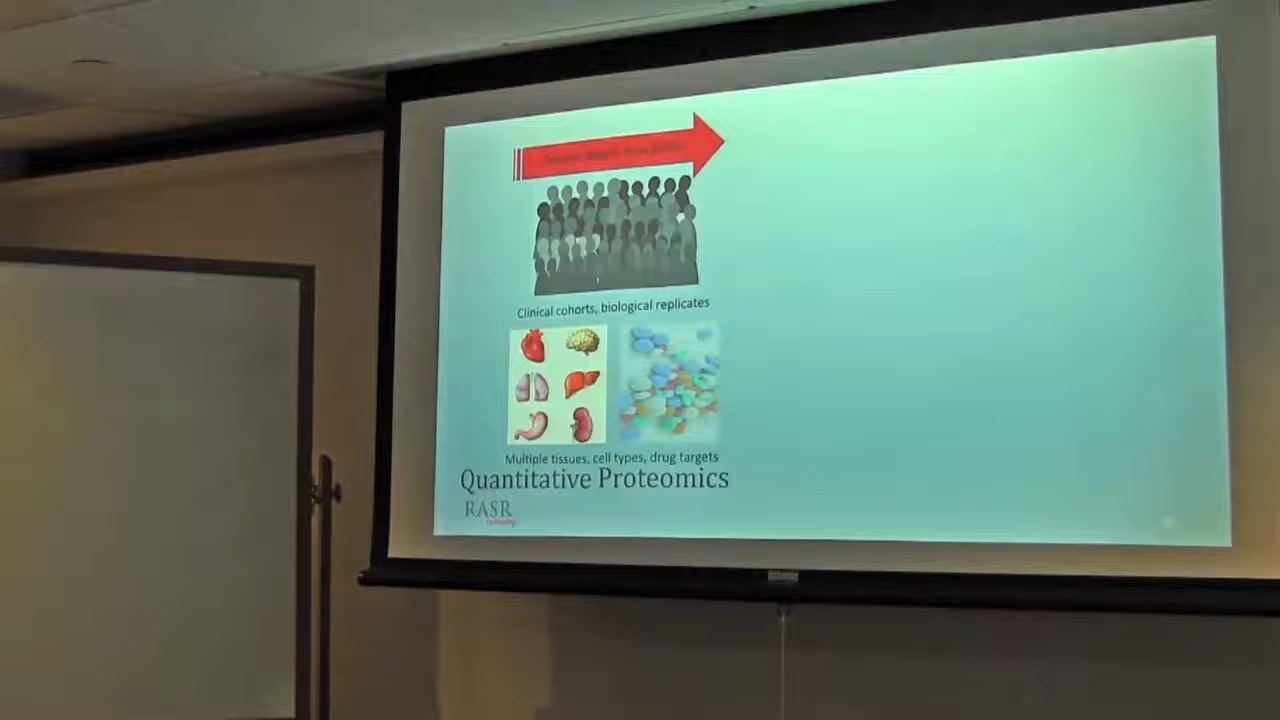 Clinical cohorts, biological replicates
Multiple tissues, cell types, drug targets
Quantitative Proteomics
RASR